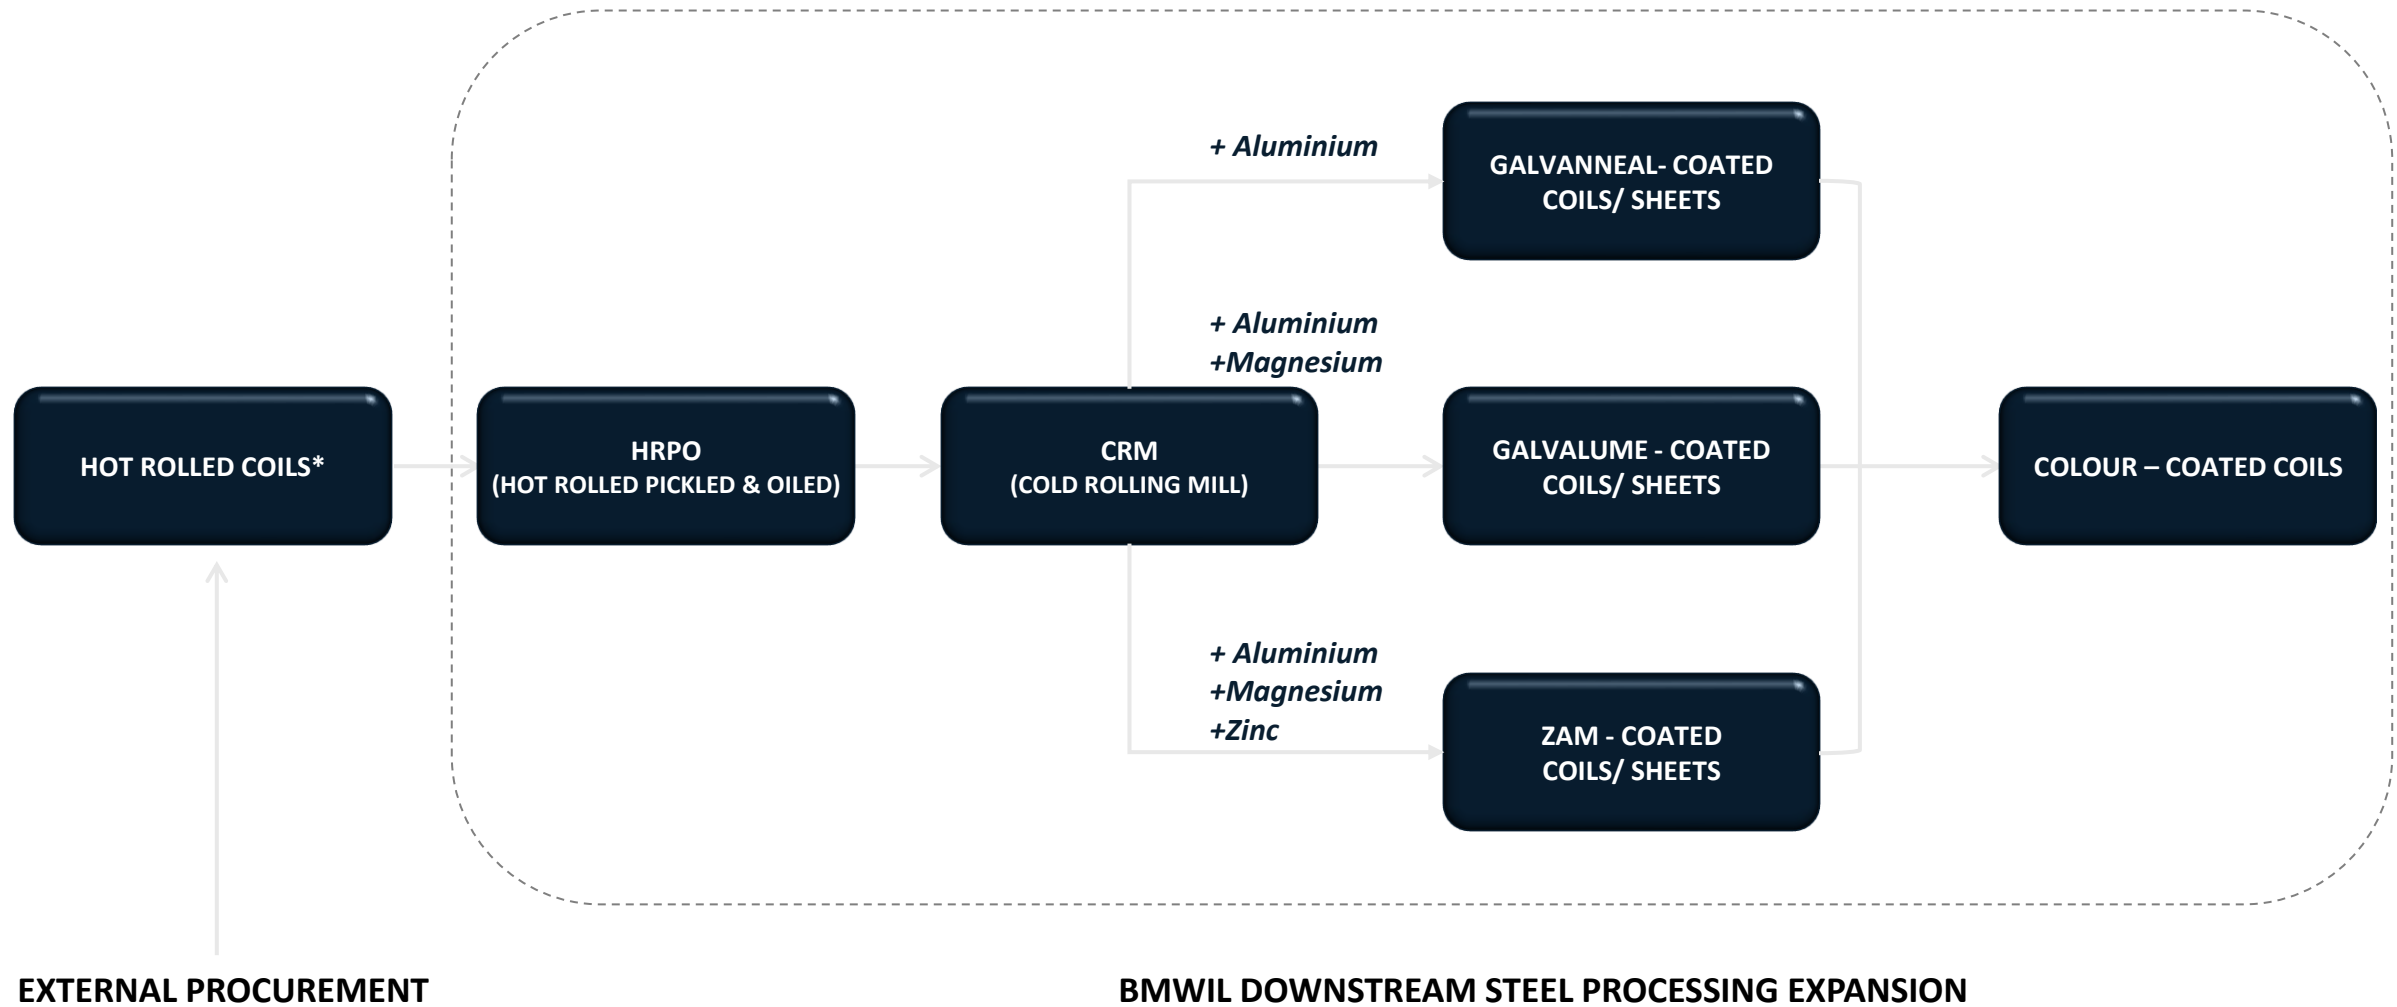 HOT ROLLED COILS*
HRPO
(HOT ROLLED PICKLED & OILED)
CRM
(COLD ROLLING MILL)
+ Aluminium
GALVANNEAL- COATED
COILS/ SHEETS
+ Aluminium
+Magnesium
GALVALUME - COATED
COILS/ SHEETS
+ Aluminium
+Magnesium
+Zinc
ZAM - COATED
COILS/ SHEETS
COLOUR – COATED COILS
EXTERNAL PROCUREMENT
BMWIL DOWNSTREAM STEEL PROCESSING EXPANSION